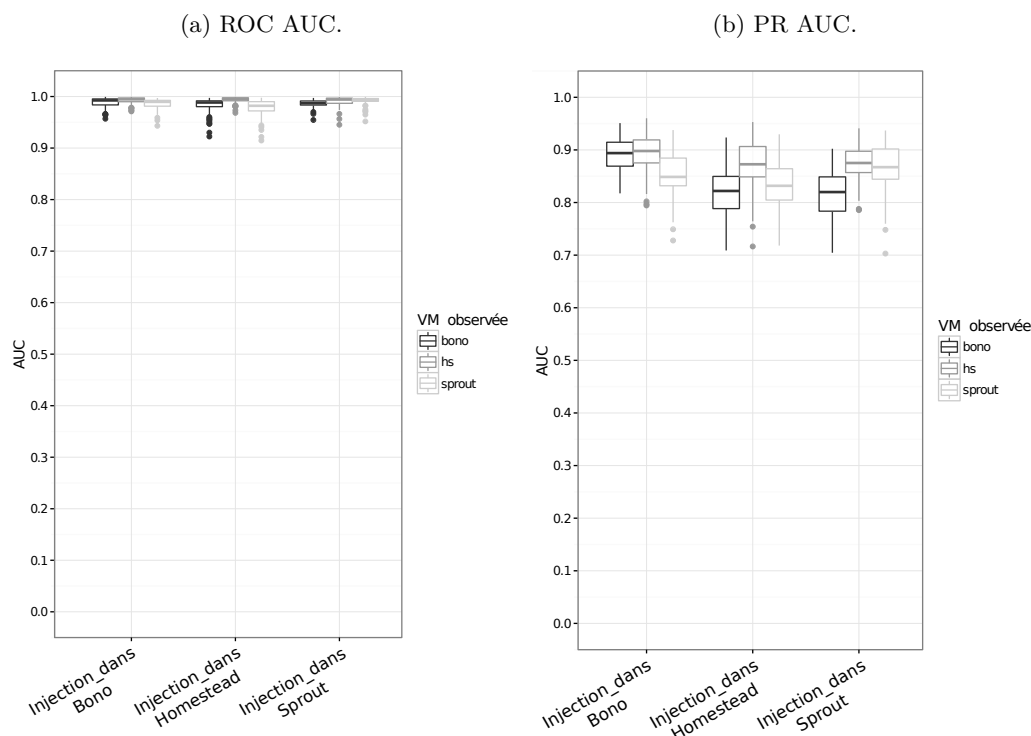 (a) ROC AUC.
1.0
0.9
0.8
0.7
0.6
0.5
0.4
0.3
0.2
0.1
0.0
AUC
Injection_dans
Bono
Injection_dans
Homestead
Injection_dans
Sprout
VM observée
bono
hs
sprout
(b) PR AUC.
1.0
0.9
0.8
0.7
0.6
0.5
0.4
0.3
0.2
0.1
0.0
AUC
Injection_dans
Bono
Injection_dans
Homestead
Injection_dans
Sprout
VM observée
bono
hs
sprout